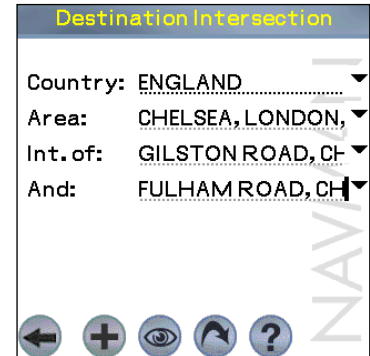 Destination Intersection
Country: ENGLAND
Area: CHELSEA, LONDON,
Int. of: GILSTON ROAD, CH
And: FULHAM ROAD, CH
NAVMAN
?